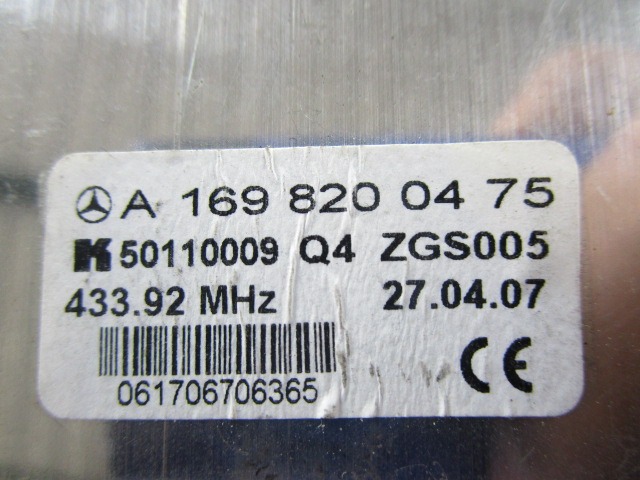 A 169 820 04 75
K 50110009 Q4 ZGS005
433.92 MHz 27.04.07
061706706365
CE